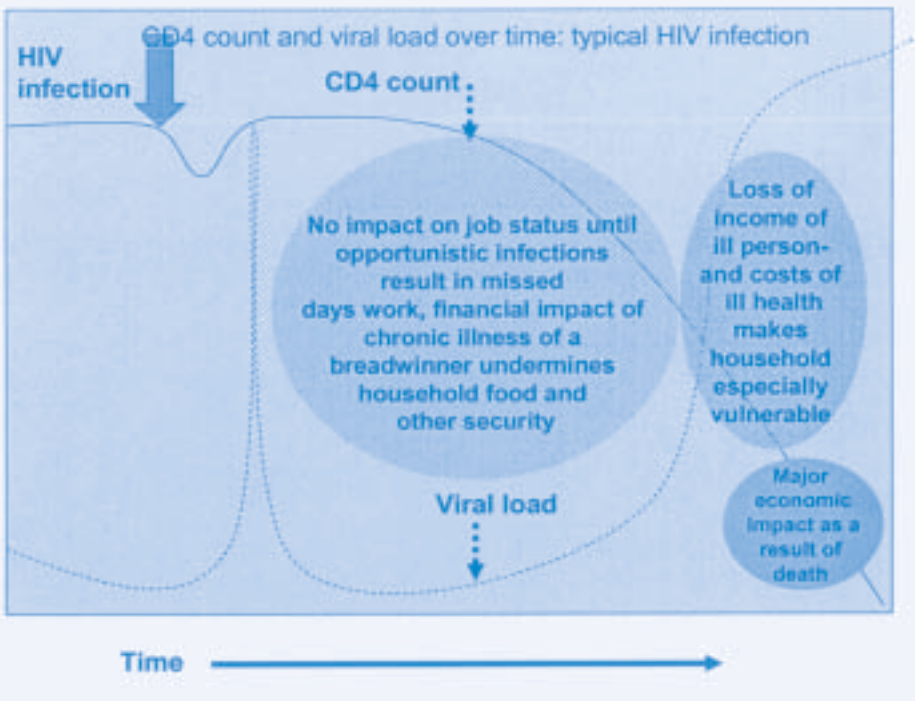 CD4 count and viral load over time: typical HIV infection
HIV
infection
CD4 count
No impact on job status until
opportunistic infections
result in missed
days work, financial impact of
chronic illness of a
breadwinner undermines
household food and
other security
Loss of
income of
ill person-
and costs of
ill health
makes
household
especially
vulnerable
Viral load
Major
economic
impact as a
result of
death
Time